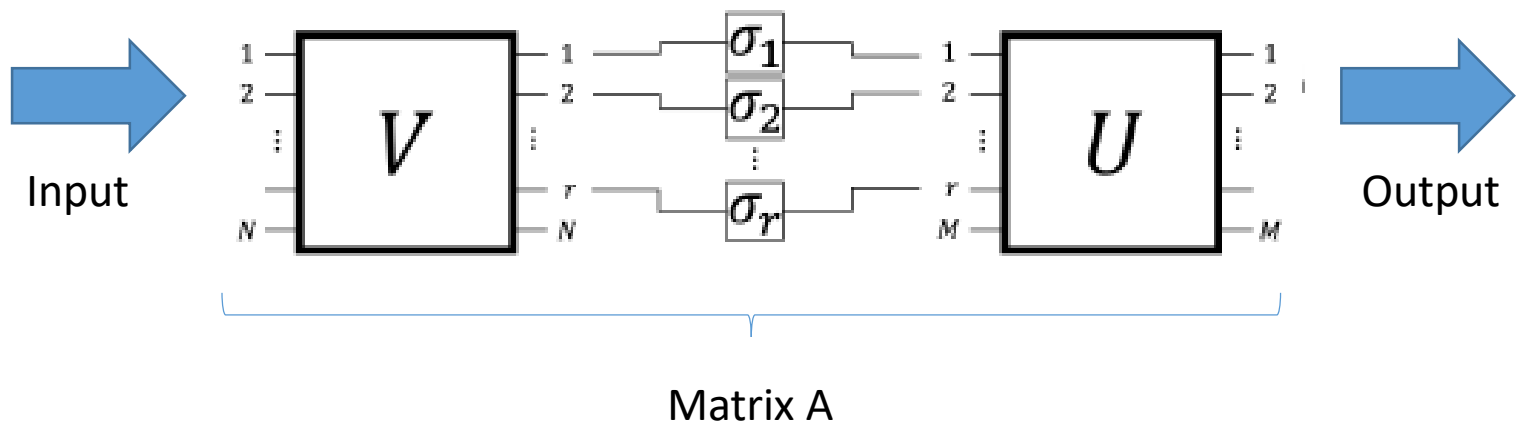 σ1
1 1 1 1
2 2 σ2 2 2
⋮ V ⋮ ⋮ ⋮ U ⋮
Input r σr r Output
N N M M
Matrix A